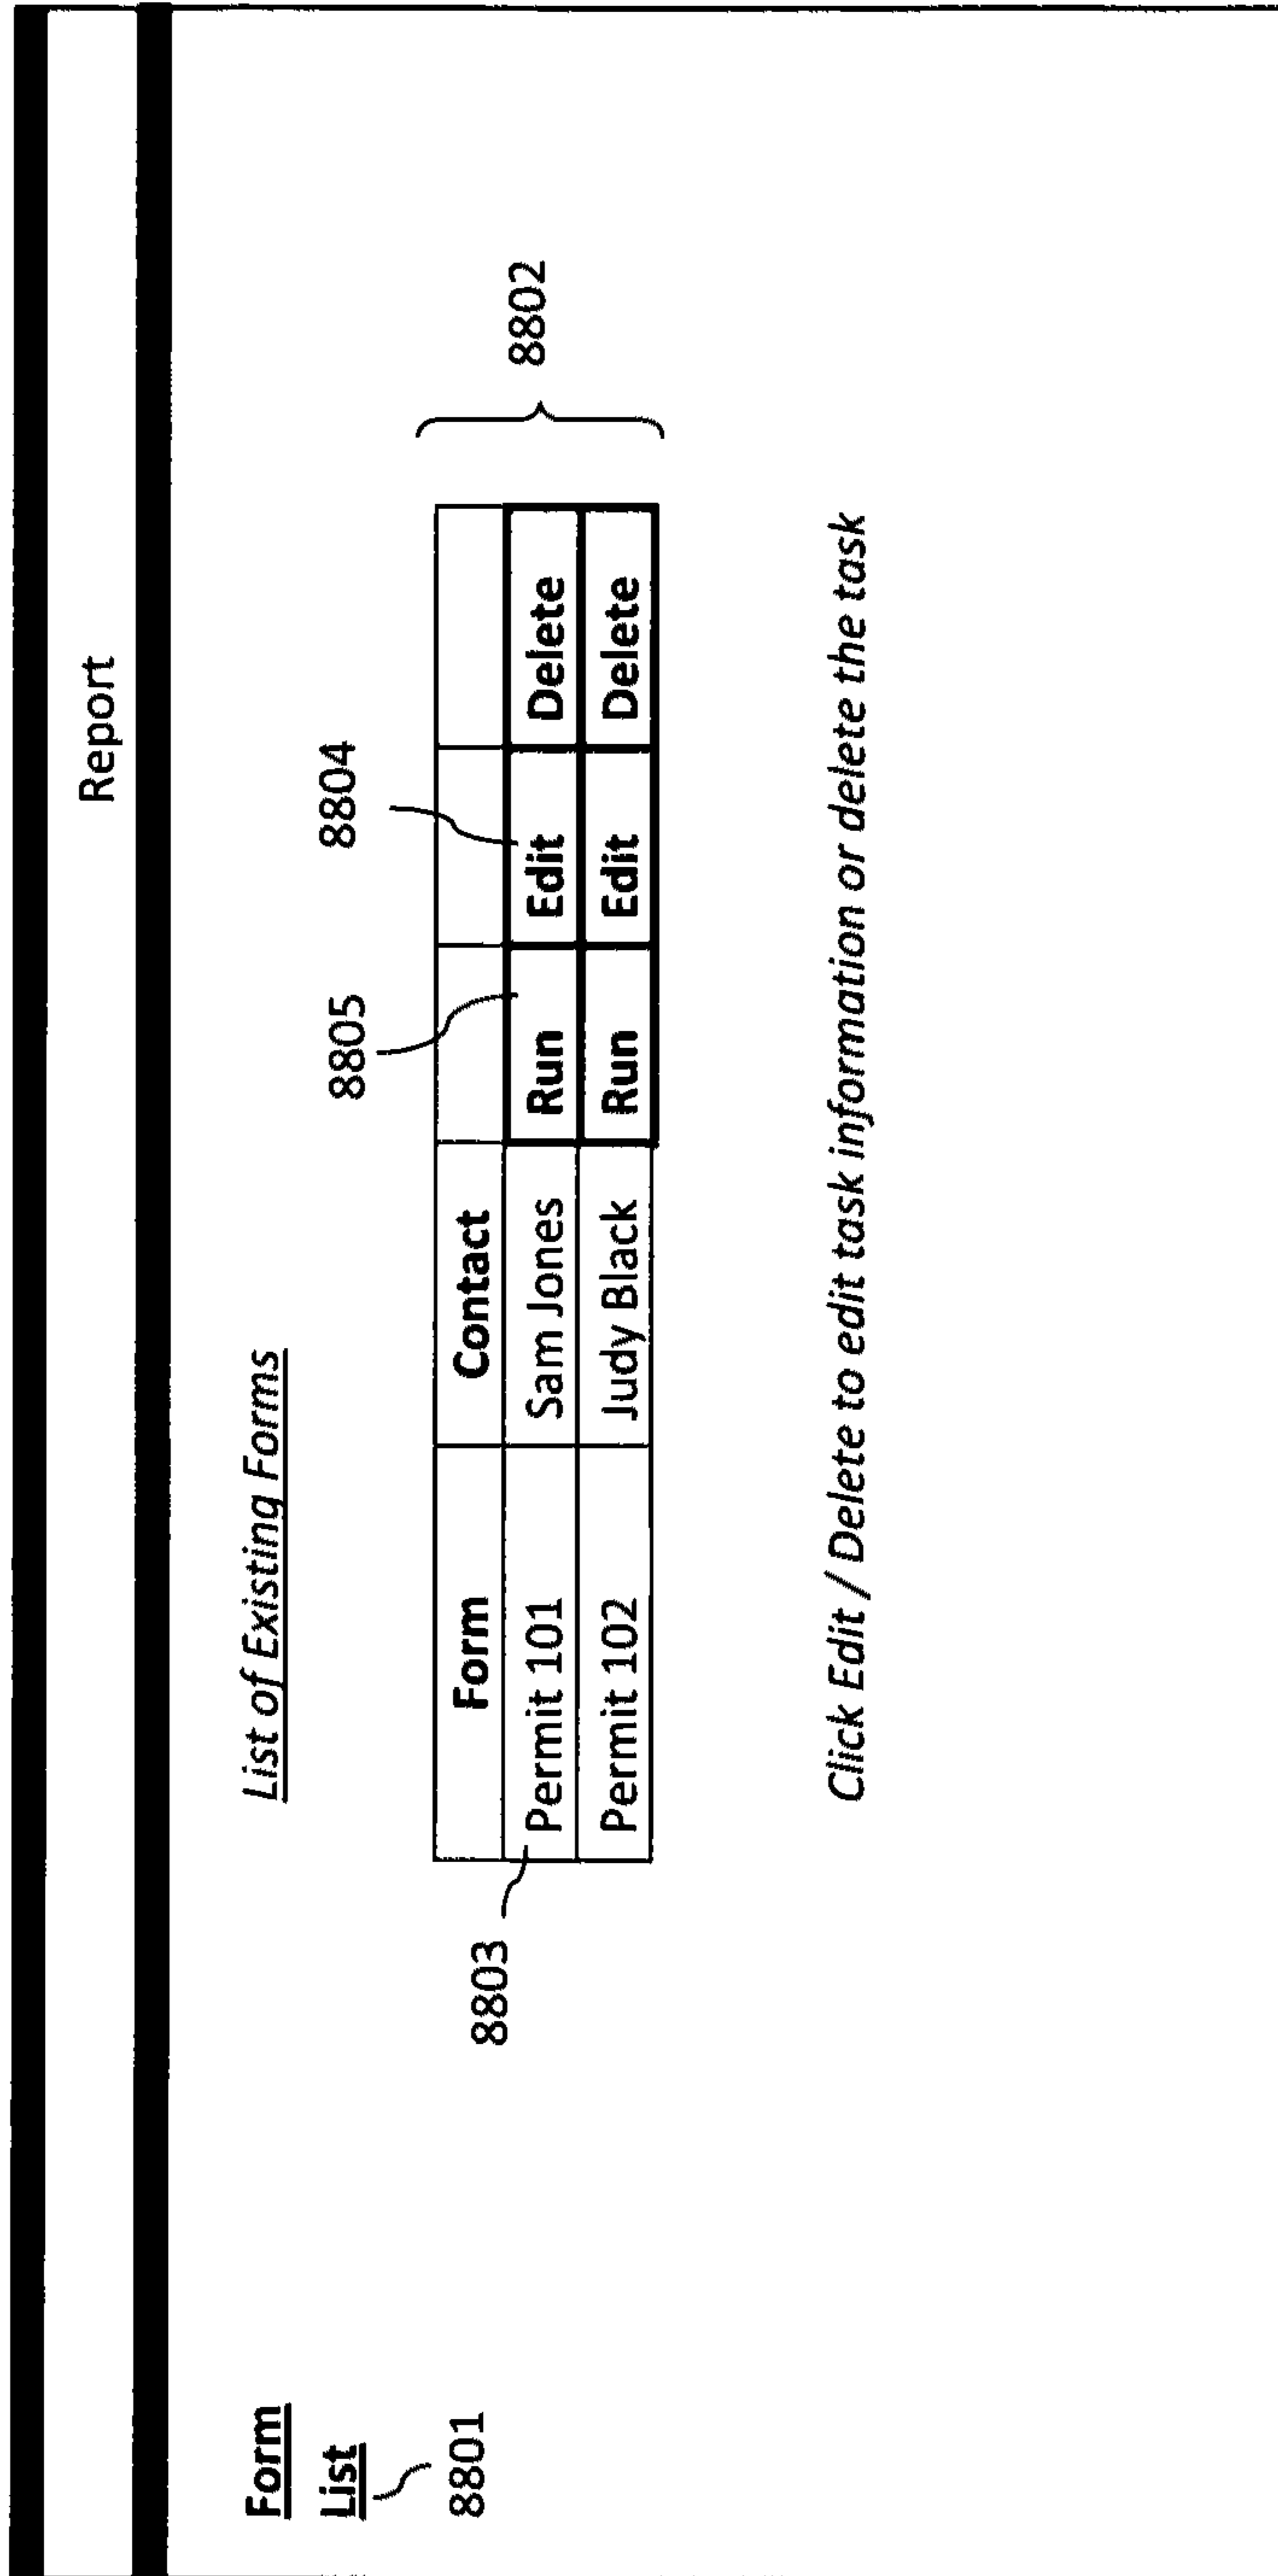 Report
Form
List of Existing Forms
List
8801
8805
8804
8803
8802
Form Contact
Permit 101 Sam Jones Run Edit Delete
Permit 102 Judy Black Run Edit Delete
Click Edit / Delete to edit task information or delete the task